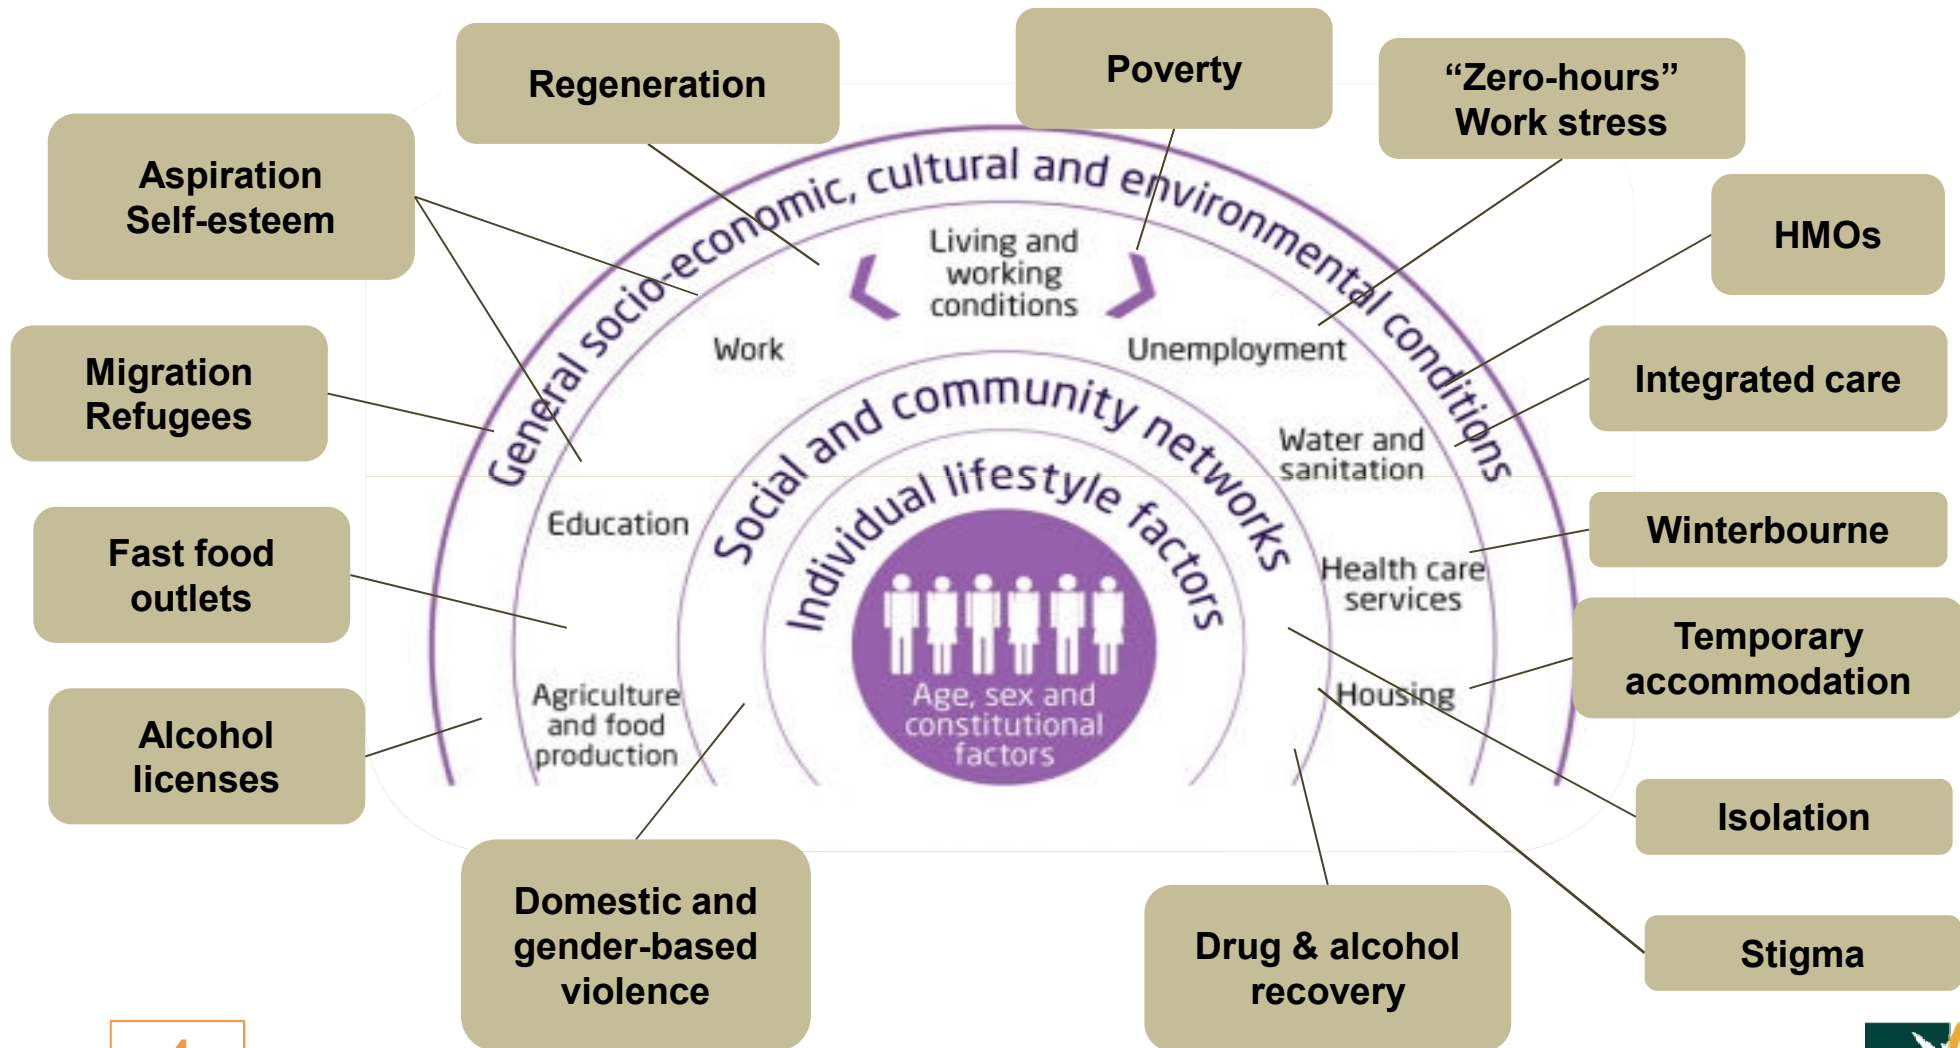 Regeneration
Poverty
“Zero-hours”
Work stress
Aspiration
Self-esteem
HMOs
Migration
Refugees
Integrated care
Fast food
outlets
Winterbourne
Alcohol
licenses
Temporary
accommodation
Isolation
Domestic and
gender-based
violence
Drug & alcohol
recovery
Stigma
General socio-economic, cultural and environmental conditions
Living and
working
conditions
Work
Unemployment
Education
Water and
sanitation
Agriculture
and food
production
Health care
services
Housing
Social and community networks
Individual lifestyle factors
Age, sex and
constitutional
factors